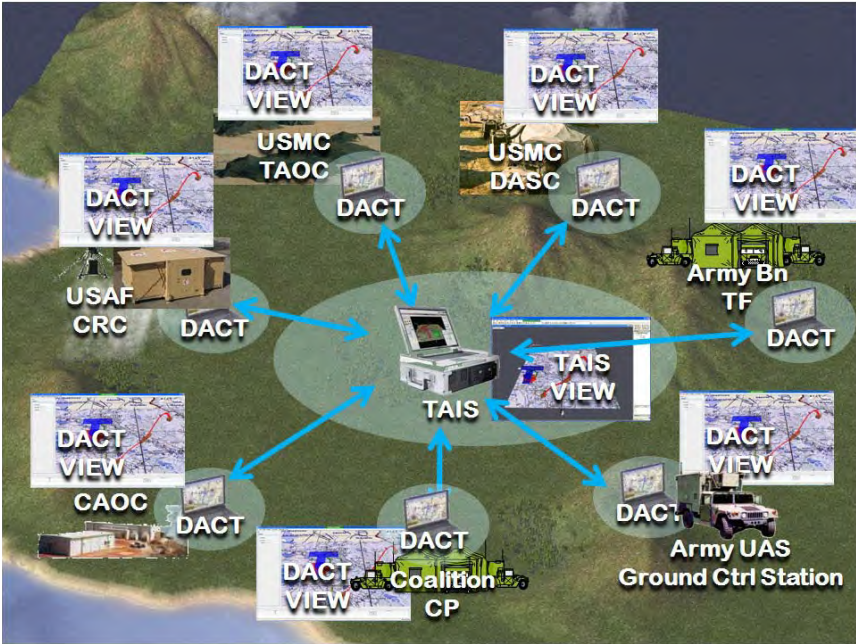 DACT
VIEW
USMC
TAOC
DACT
DACT
VIEW
USMC
DASC
DACT
DACT
VIEW
Army Bn
TF
DACT
DACT
VIEW
USAF
CRC
DACT
TAIS
TAIS
VIEW
DACT
VIEW
CAOC
DACT
DACT
VIEW
DACT
Coalition
CP
DACT
VIEW
DACT
Army UAS
Ground Ctrl Station